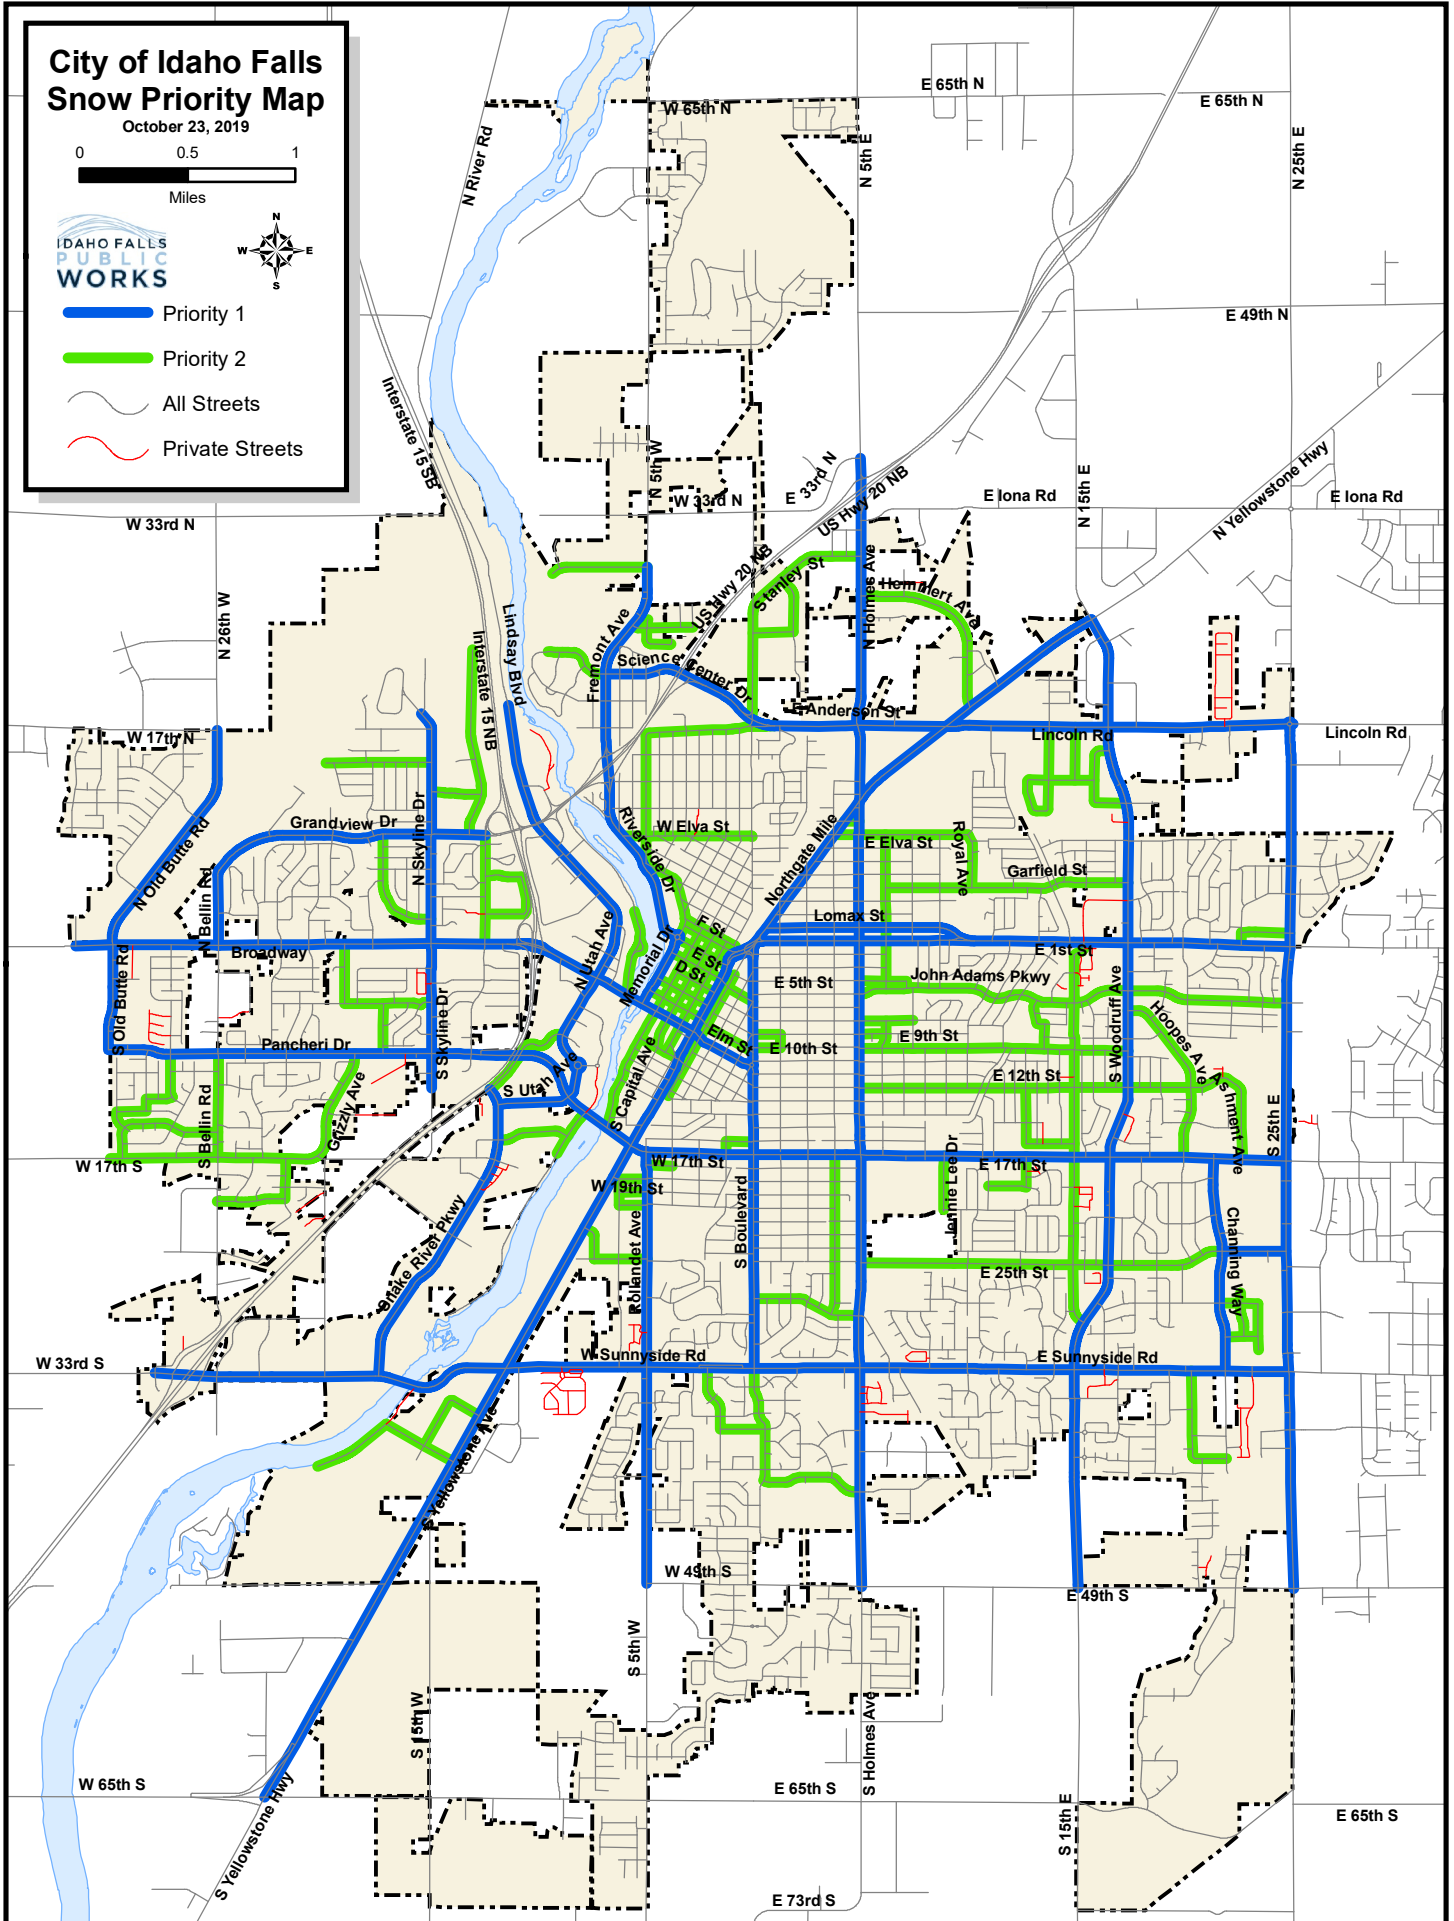 City of Idaho Falls
Snow Priority Map
October 23, 2019
0 0.5 1
Miles
IDAHO FALLS
PUBLIC
WORKS
N
W E
S
Priority 1
Priority 2
All Streets
Private Streets
E 65th N
E 65th N
W 65th N
N River Rd
N 5th E
N 25th E
E 49th N
Interstate 15 SB
N 5th W
E 33rd N
US Hwy 20 NB
W 33rd N
E Iona Rd
N 15th E
N Yellowstone Hwy
E Iona Rd
W 33rd N
US Hwy 20 NB
Stanley St
N Holmes Ave
Hemmert Ave
N 26th W
Lindsay Blvd
Interstate 15 NB
Fremont Ave
Science Center Dr
E Anderson St
Lincoln Rd
Lincoln Rd
W 17th N
N Old Butte Rd
Grandview Dr
N Skyline Dr
Riverside Dr
W Elva St
Northgate Mile
E Elva St
Royal Ave
Garfield St
N Bellin Rd
Lomax St
F St
E St
D St
E 1st St
Broadway
N Utah Ave
Memorial Dr
E 5th St
John Adams Pkwy
S Old Butte Rd
S Skyline Dr
Pancheri Dr
Elm St
E 10th St
E 9th St
S Woodruff Ave
Hoopes Ave
S Utah Ave
S Capital Ave
E 12th St
Ashment Ave
S 25th E
S Bellin Rd
Grizzly Ave
W 17th S
W 17th St
E 17th St
W 19th St
Jennie Lee Dr
Snake River Pkwy
Rollandet Ave
S Boulevard
E 25th St
Channing Way
W 33rd S
W Sunnyside Rd
E Sunnyside Rd
S Yellowstone Ave
W 49th S
E 49th S
S 5th W
S 15th W
S Holmes Ave
W 65th S
E 65th S
E 65th S
S Yellowstone Hwy
S 15th E
E 73rd S